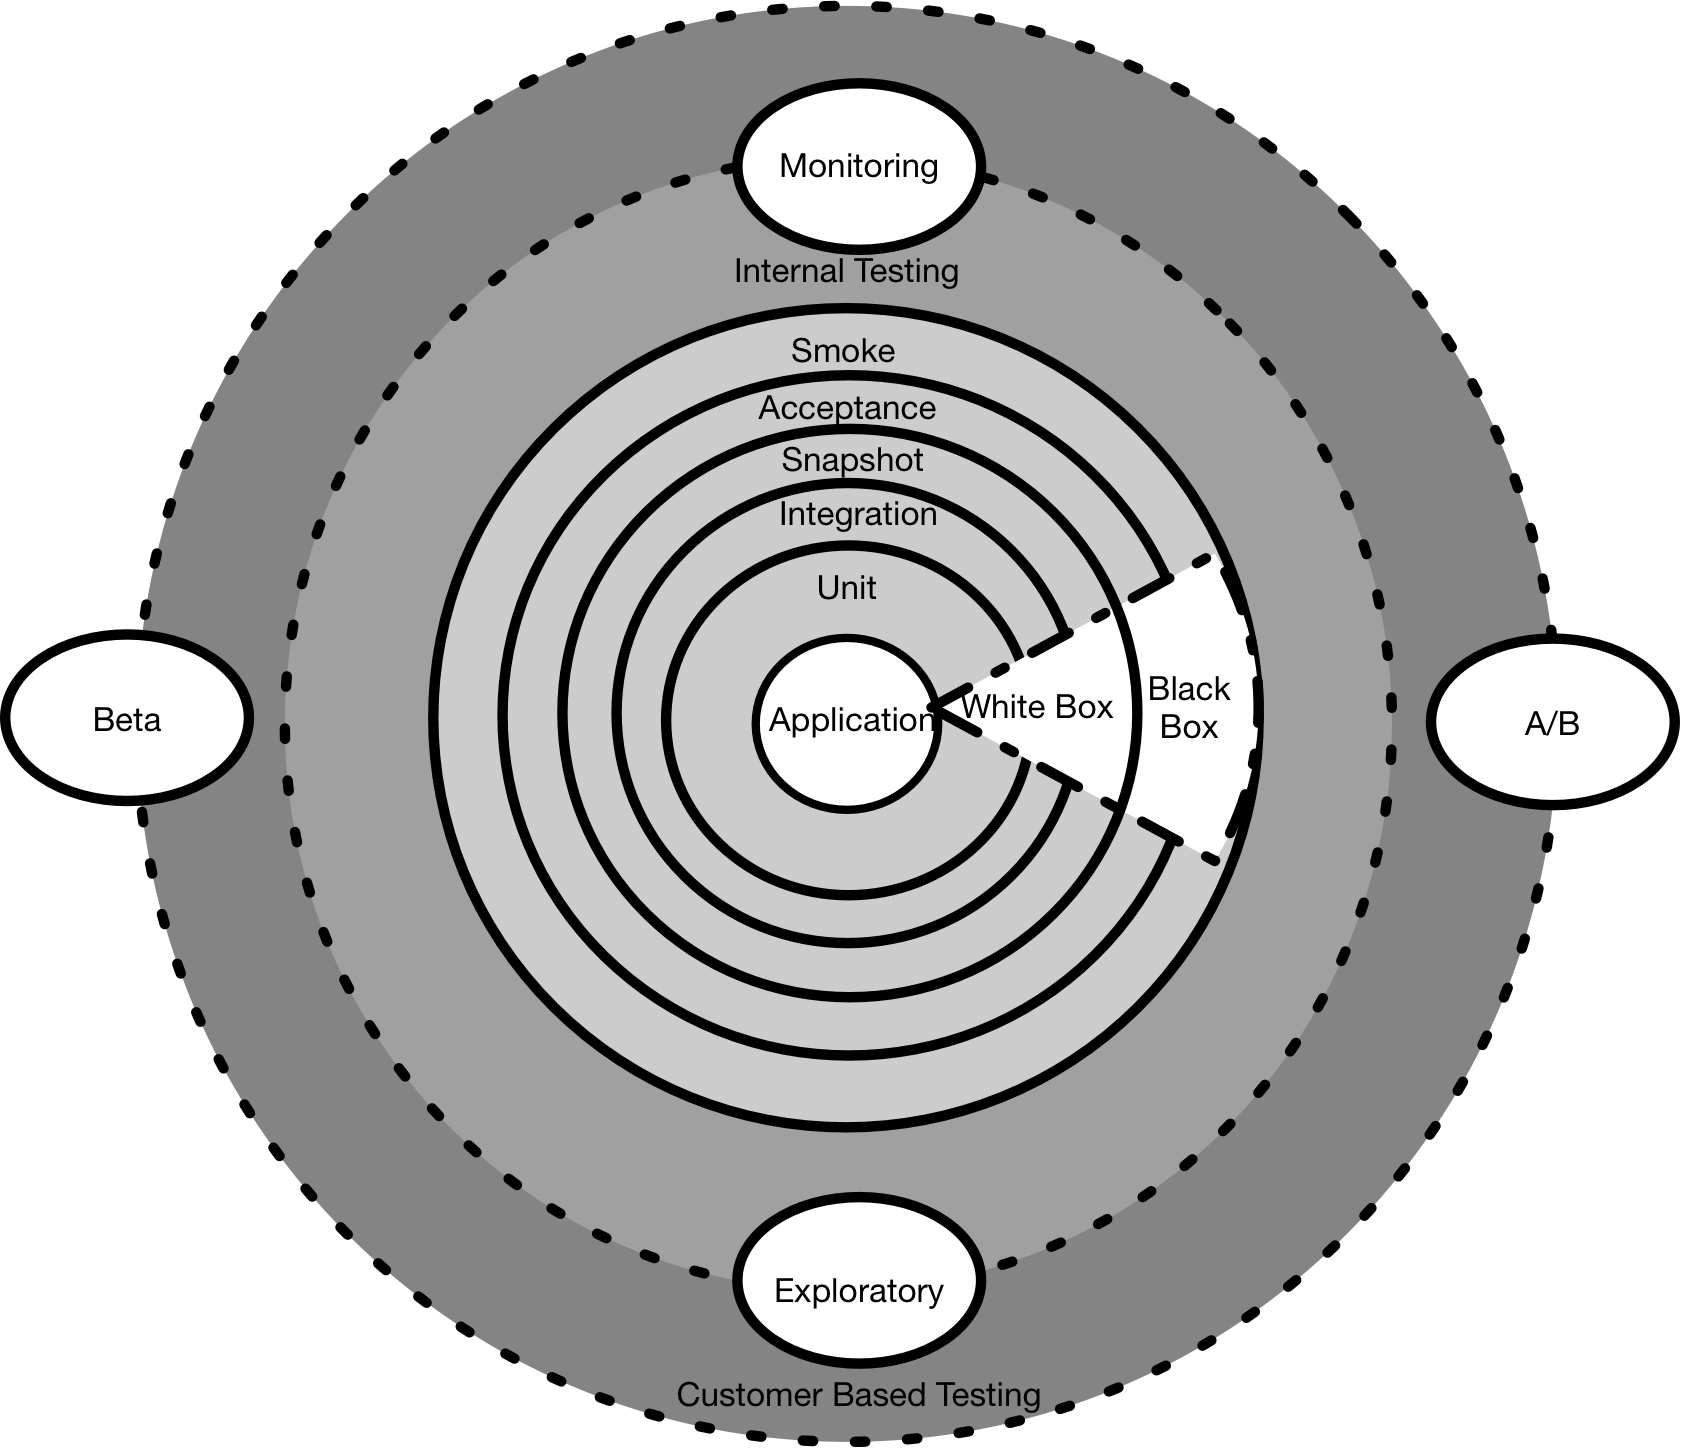 Monitoring
Internal Testing
Smoke
Acceptance
Snapshot
Integration
Unit
Beta
Application
White Box
Black
Box
A/B
Exploratory
Customer Based Testing